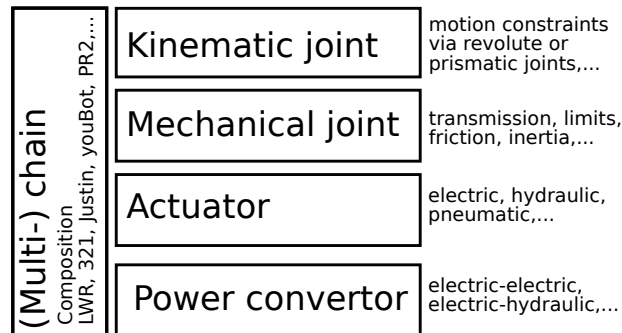 (Multi-) chain
Composition
LWR, 321, Justin, youBot, PR2,...
Kinematic joint
motion constraints
via revolute or
prismatic joints,...
Mechanical joint
transmission, limits,
friction, inertia,...
Actuator
electric, hydraulic,
pneumatic,...
Power convertor
electric-electric,
electric-hydraulic,...